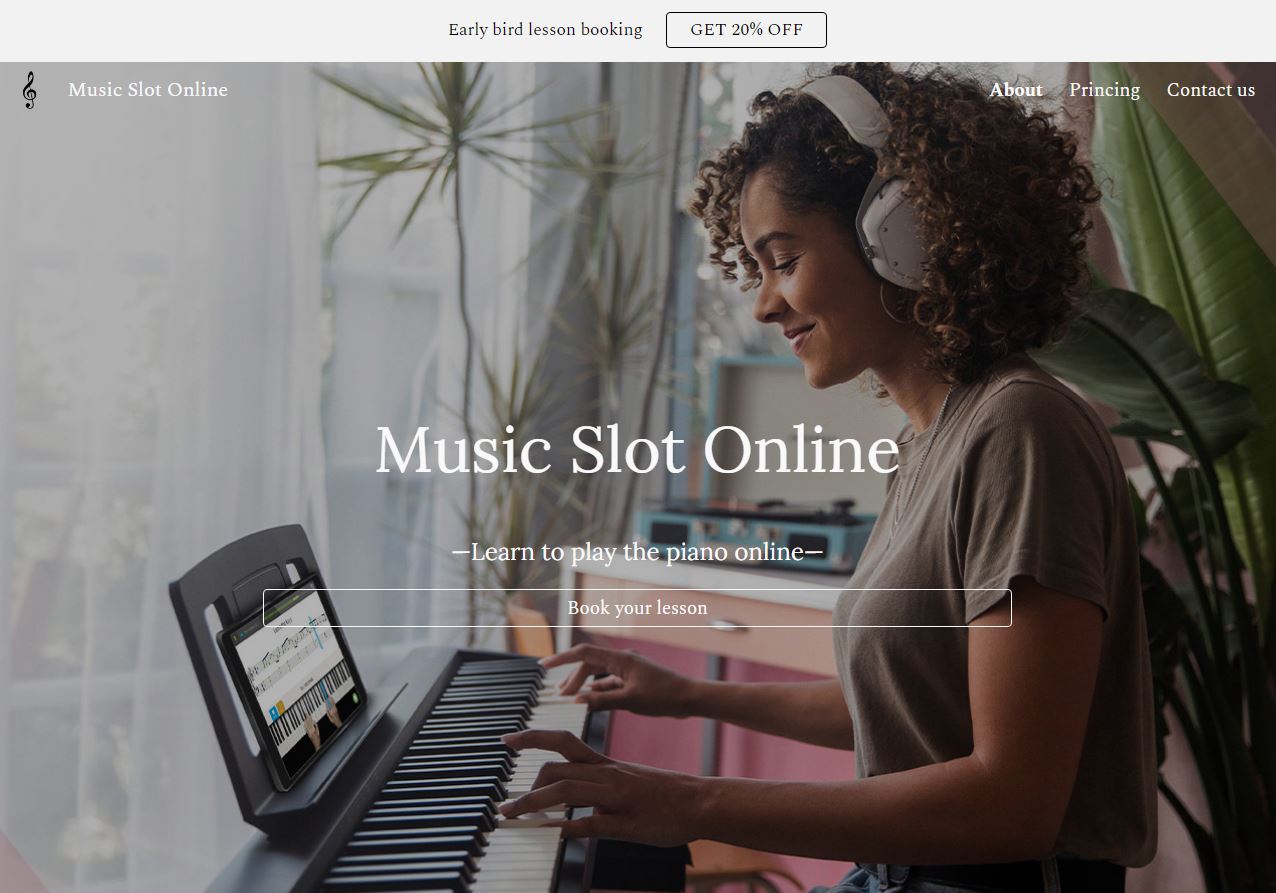 Early bird lesson booking GET 20% OFF
Music Slot Online About Princing Contact us
Music Slot Online
—Learn to play the piano online—
Book your lesson